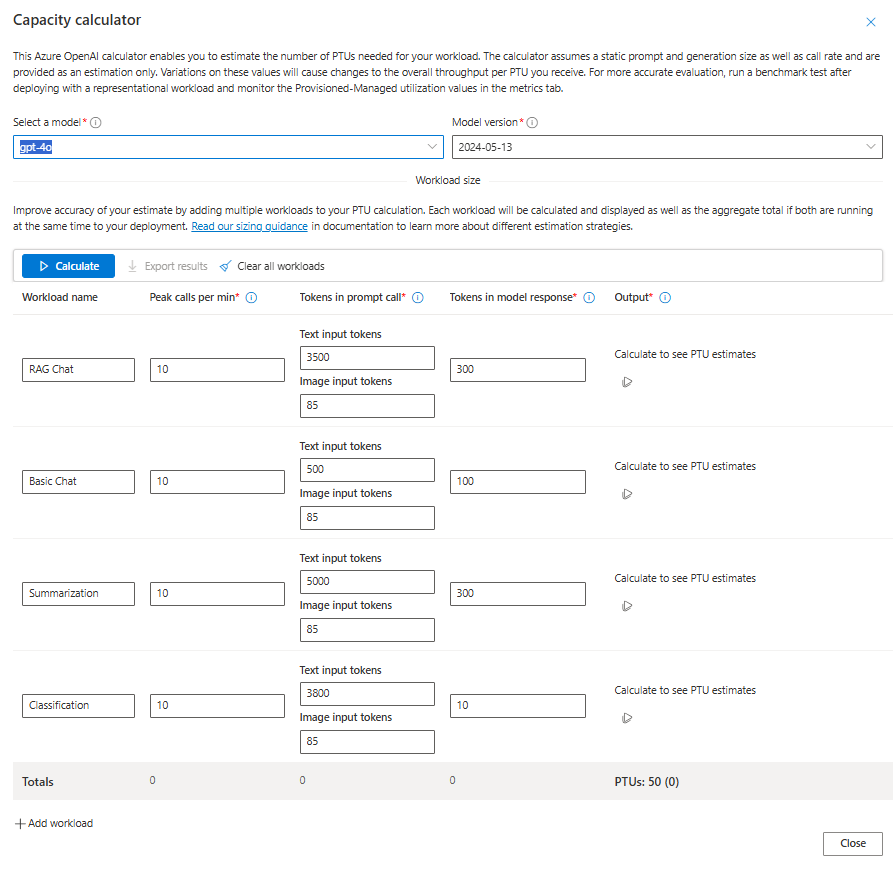 Capacity calculator
This Azure OpenAI calculator enables you to estimate the number of PTUs needed for your workload. The calculator assumes a static prompt and generation size as well as call rate and are
provided as an estimation only. Variations on these values will cause changes to the overall throughput per PTU you receive. For more accurate evaluation, run a benchmark test after
deploying with a representational workload and monitor the Provisioned-Managed utilization values in the metrics tab.
Select a model* Model version*
gpt-4o 2024-05-13
Workload size
Improve accuracy of your estimate by adding multiple workloads to your PTU calculation. Each workload will be calculated and displayed as well as the aggregate total if both are running
at the same time to your deployment. Read our sizing guidance in documentation to learn more about different estimation strategies.
Calculate Export results Clear all workloads
Workload name Peak calls per min* Tokens in prompt call* Tokens in model response* Output*
Text input tokens
RAG Chat 10 3500 300 Calculate to see PTU estimates
Image input tokens
85
Text input tokens
Basic Chat 10 500 100 Calculate to see PTU estimates
Image input tokens
85
Text input tokens
Summarization 10 5000 300 Calculate to see PTU estimates
Image input tokens
85
Text input tokens
Classification 10 3800 10 Calculate to see PTU estimates
Image input tokens
85
Totals 0 0 0 PTUs: 50 (0)
+ Add workload
Close